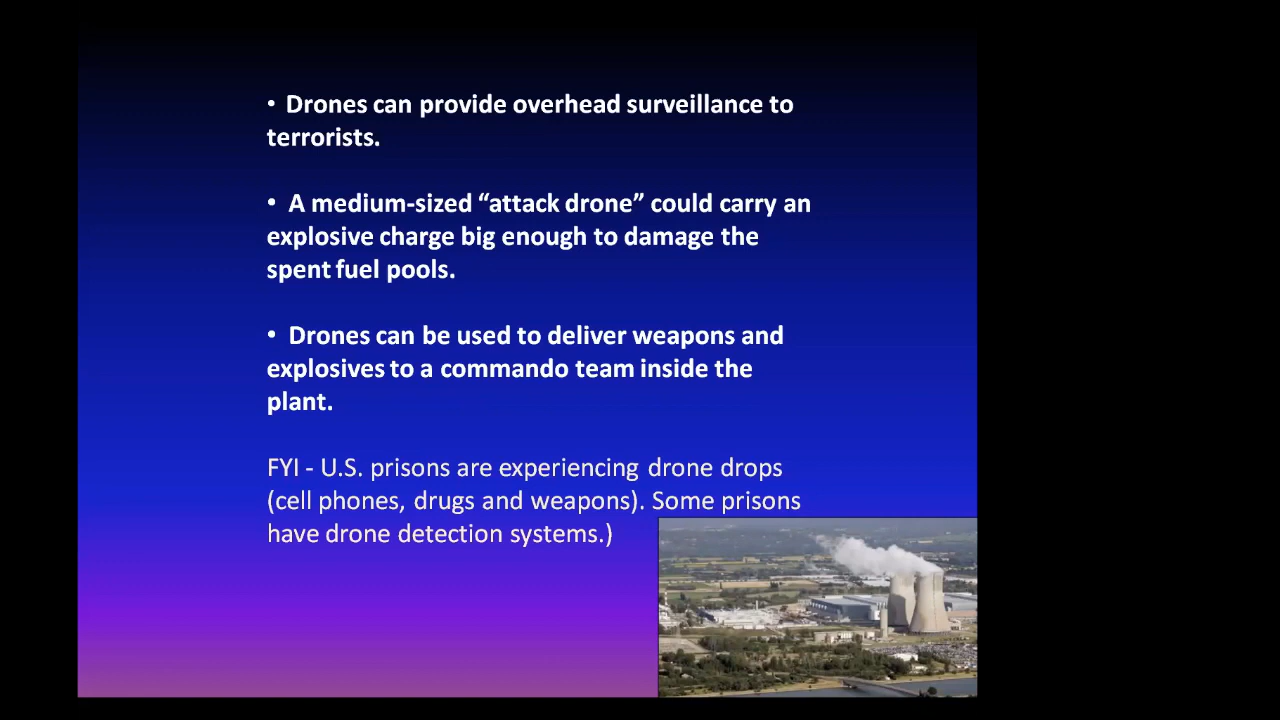 • Drones can provide overhead surveillance to
terrorists.
• A medium-sized “attack drone” could carry an
explosive charge big enough to damage the
spent fuel pools.
• Drones can be used to deliver weapons and
explosives to a commando team inside the
plant.
FYI - U.S. prisons are experiencing drone drops
(cell phones, drugs and weapons). Some prisons
have drone detection systems.)